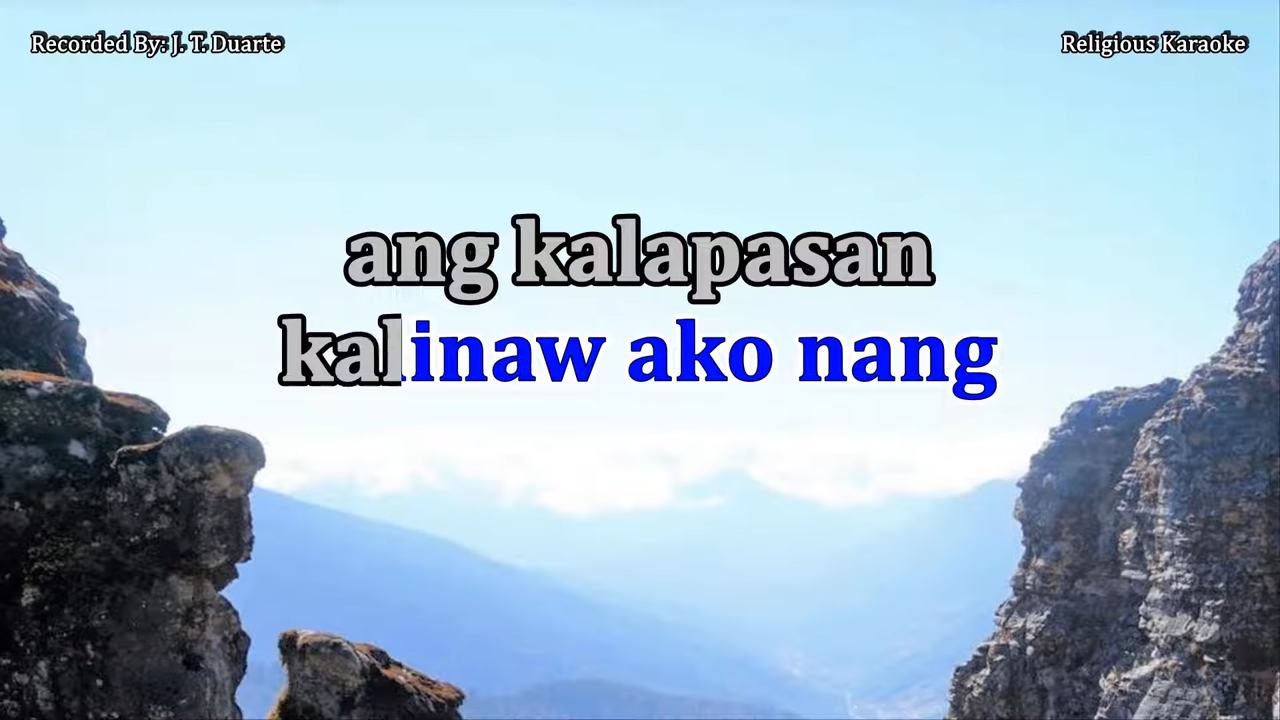 Recorded By: J. T. Duarte
Religious Karaoke
ang kalapasan
kalinaw ako nang